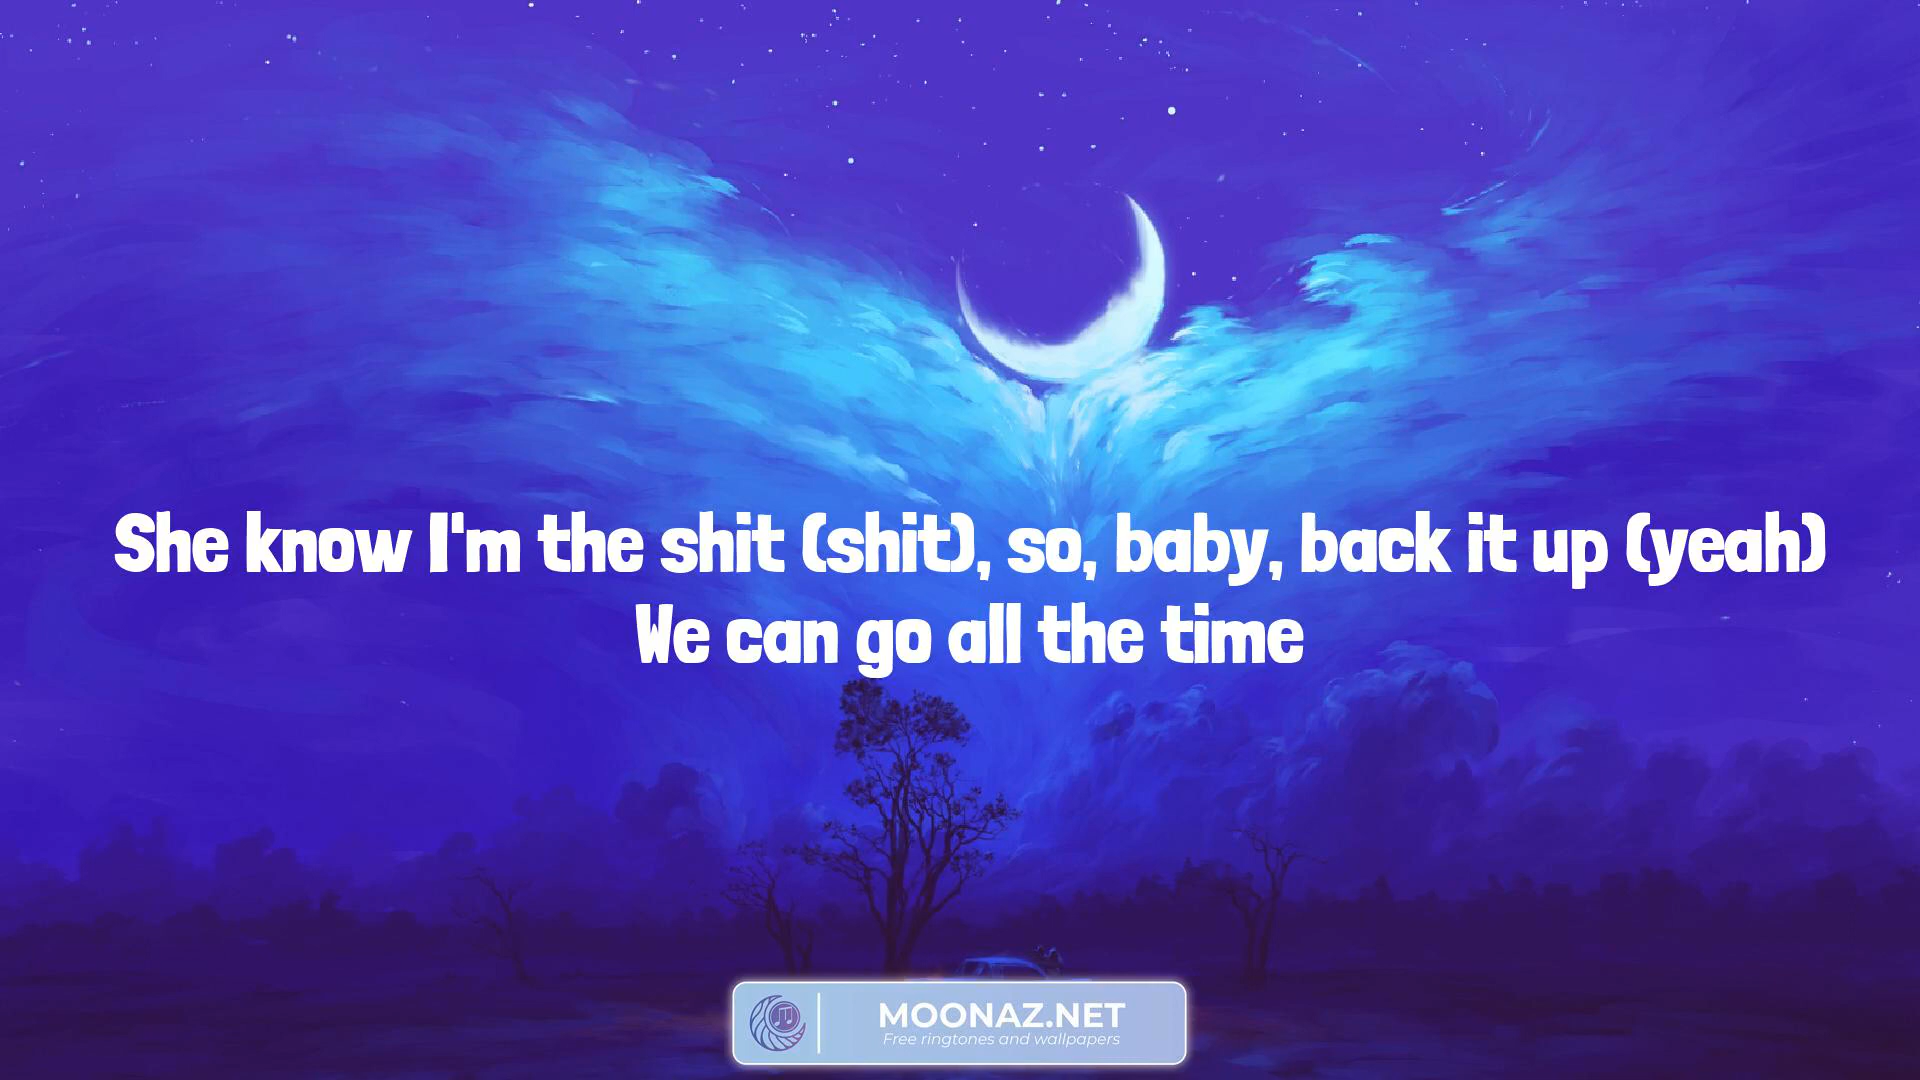 She know I'm the shit (shit), so, baby, back it up (yeah)
We can go all the time
MOONAZ.NET
Free ringtones and wallpapers